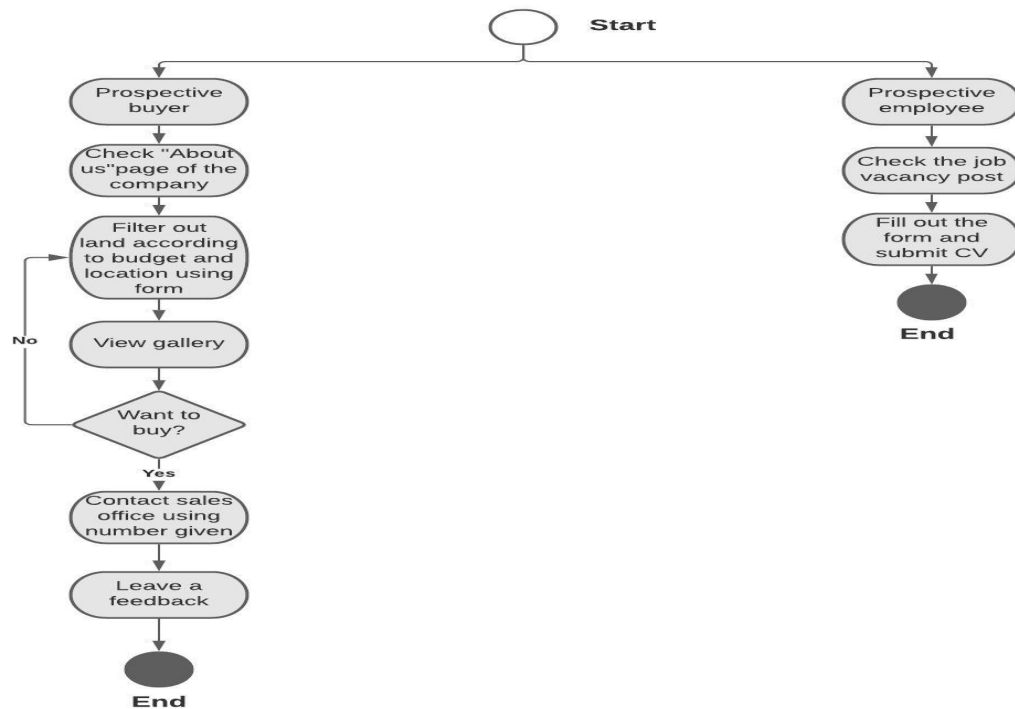 Start
Prospective
buyer
Prospective
employee
Check "About
us"page of the
company
Check the job
vacancy post
Filter out
land according
to budget and
location using
form
Fill out the
form and
submit CV
End
No
View gallery
Want to
buy?
Yes
Contact sales
office using
number given
Leave a
feedback
End